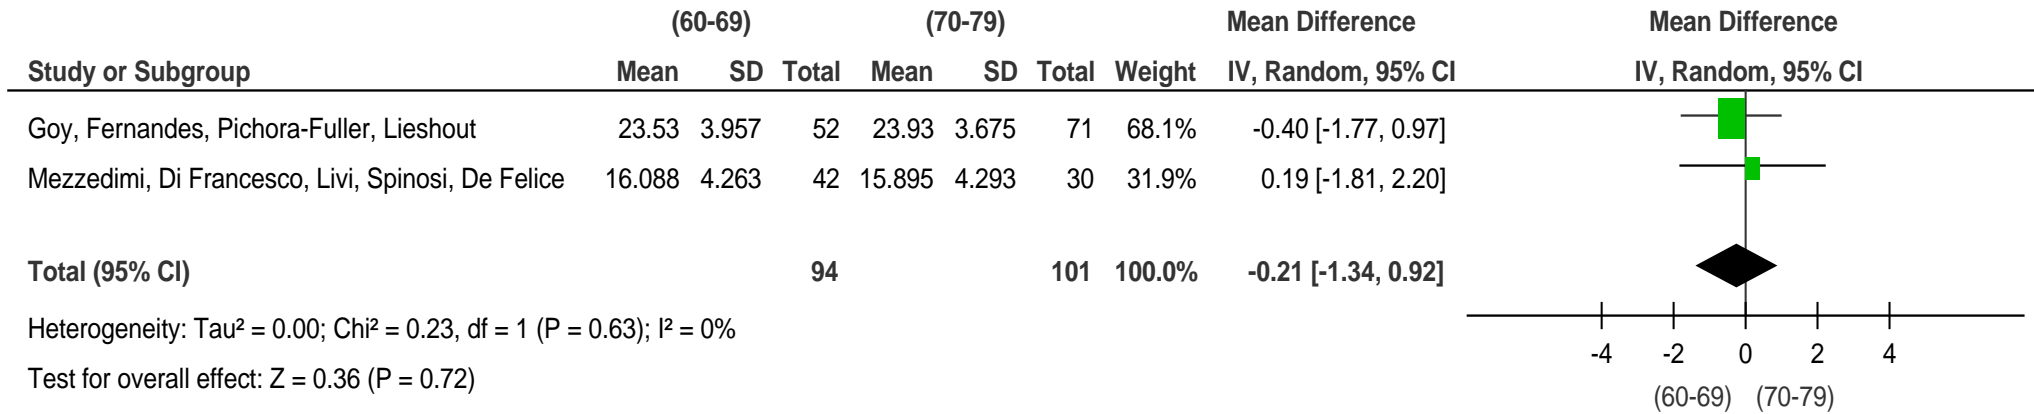 (60-69) (70-79) Mean Difference Mean Difference
Study or Subgroup Mean SD Total Mean SD Total Weight IV, Random, 95% CI IV, Random, 95% CI
Goy, Fernandes, Pichora-Fuller, Lieshout 23.53 3.957 52 23.93 3.675 71 68.1% -0.40 [-1.77, 0.97]
Mezzedimi, Di Francesco, Livi, Spinosi, De Felice 16.088 4.263 42 15.895 4.293 30 31.9% 0.19 [-1.81, 2.20]
Total (95% CI) 94 101 100.0% -0.21 [-1.34, 0.92]
Heterogeneity: Tau² = 0.00; Chi² = 0.23, df = 1 (P = 0.63); I² = 0%
Test for overall effect: Z = 0.36 (P = 0.72)
-4 -2 0 2 4
(60-69) (70-79)